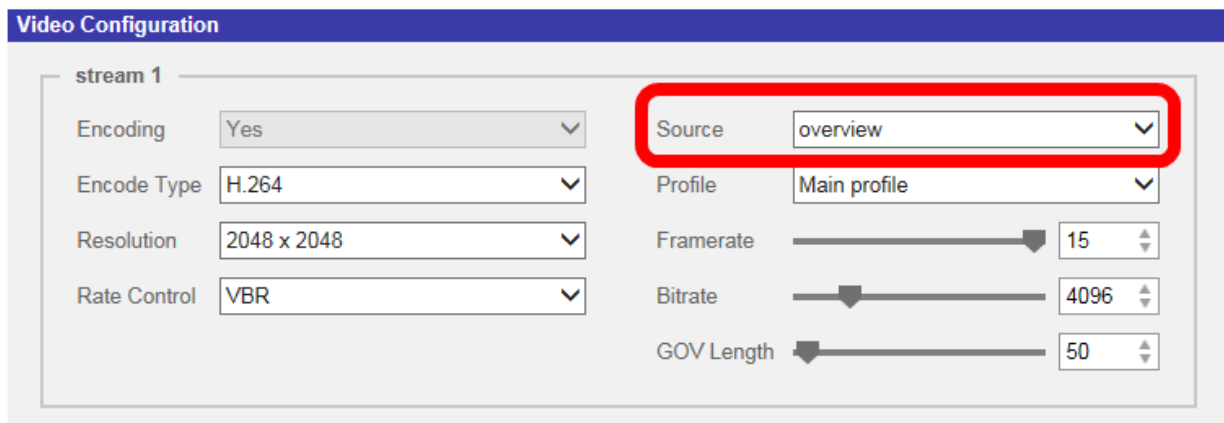 Video Configuration
stream 1
Encoding Yes Source overview
Encode Type H.264 Profile Main profile
Resolution 2048 x 2048 Framerate 15
Rate Control VBR Bitrate 4096
GOV Length 50